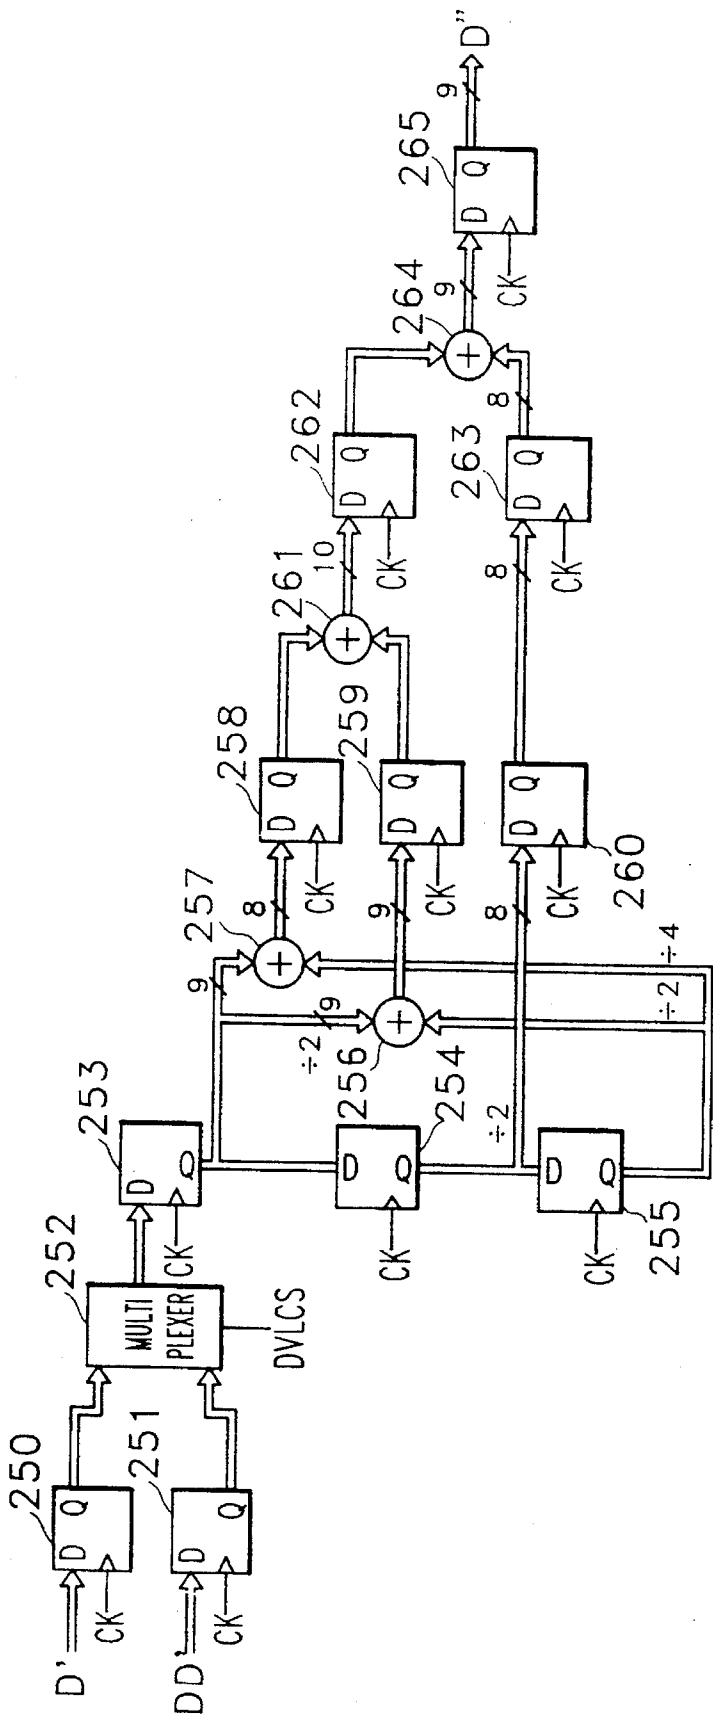 D'
D Q
CK
250
DD'
D Q
CK
251
MULTI
PLEXER
252
DVLCS
D Q
CK
253
D Q
CK
254
÷2
D Q
CK
255
9
÷2
9
256
÷2
÷4
257
8
D Q
CK
258
9
D Q
CK
259
8
D Q
CK
260
261
10
D Q
CK
262
8
D Q
CK
263
8
264
9
D Q
CK
265
9
D"